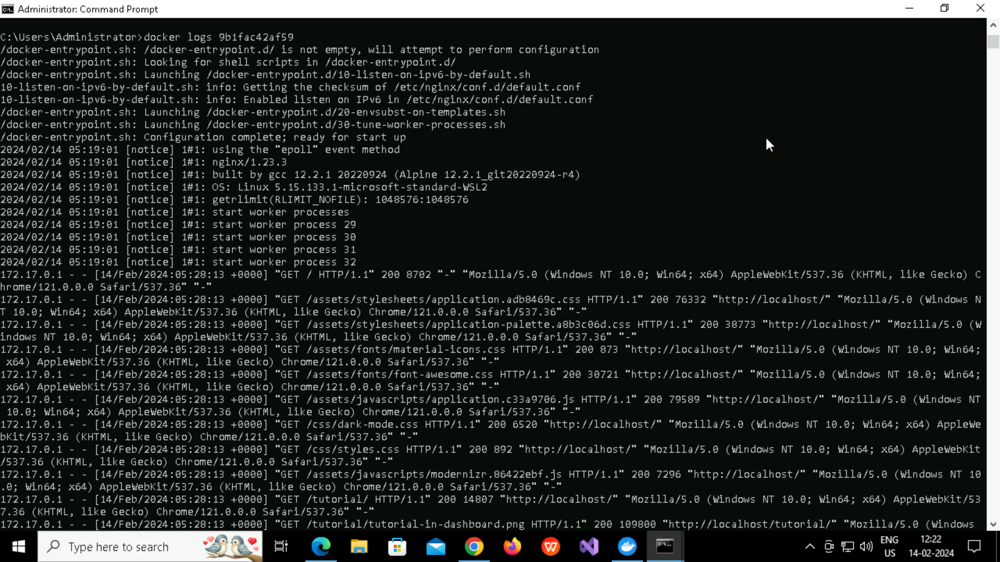 Administrator: Command Prompt
C:\Users\Administrator>docker logs 9b1fac42af59
/docker-entrypoint.sh: /docker-entrypoint.d/ is not empty, will attempt to perform configuration
/docker-entrypoint.sh: Looking for shell scripts in /docker-entrypoint.d/
/docker-entrypoint.sh: Launching /docker-entrypoint.d/10-listen-on-ipv6-by-default.sh
10-listen-on-ipv6-by-default.sh: info: Getting the checksum of /etc/nginx/conf.d/default.conf
10-listen-on-ipv6-by-default.sh: info: Enabled listen on IPv6 in /etc/nginx/conf.d/default.conf
/docker-entrypoint.sh: Launching /docker-entrypoint.d/20-envsubst-on-templates.sh
/docker-entrypoint.sh: Launching /docker-entrypoint.d/30-tune-worker-processes.sh
/docker-entrypoint.sh: Configuration complete; ready for start up
2024/02/14 05:19:01 [notice] 1#1: using the "epoll" event method
2024/02/14 05:19:01 [notice] 1#1: nginx/1.23.3
2024/02/14 05:19:01 [notice] 1#1: built by gcc 12.2.1 20220924 (Alpine 12.2.1_git20220924-r4)
2024/02/14 05:19:01 [notice] 1#1: OS: Linux 5.15.133.1-microsoft-standard-WSL2
2024/02/14 05:19:01 [notice] 1#1: getrlimit(RLIMIT_NOFILE): 1048576:1048576
2024/02/14 05:19:01 [notice] 1#1: start worker processes
2024/02/14 05:19:01 [notice] 1#1: start worker process 29
2024/02/14 05:19:01 [notice] 1#1: start worker process 30
2024/02/14 05:19:01 [notice] 1#1: start worker process 31
2024/02/14 05:19:01 [notice] 1#1: start worker process 32
172.17.0.1 - - [14/Feb/2024:05:28:13 +0000] "GET / HTTP/1.1" 200 8702 "-" "Mozilla/5.0 (Windows NT 10.0; Win64; x64) AppleWebKit/537.36 (KHTML, like Gecko) C
hrome/121.0.0.0 Safari/537.36" "-"
172.17.0.1 - - [14/Feb/2024:05:28:13 +0000] "GET /assets/stylesheets/application.adb8469c.css HTTP/1.1" 200 76332 "http://localhost/" "Mozilla/5.0 (Windows N
T 10.0; Win64; x64) AppleWebKit/537.36 (KHTML, like Gecko) Chrome/121.0.0.0 Safari/537.36" "-"
172.17.0.1 - - [14/Feb/2024:05:28:13 +0000] "GET /assets/stylesheets/application-palette.a8b3c06d.css HTTP/1.1" 200 38773 "http://localhost/" "Mozilla/5.0 (W
indows NT 10.0; Win64; x64) AppleWebKit/537.36 (KHTML, like Gecko) Chrome/121.0.0.0 Safari/537.36" "-"
172.17.0.1 - - [14/Feb/2024:05:28:13 +0000] "GET /assets/fonts/material-icons.css HTTP/1.1" 200 873 "http://localhost/" "Mozilla/5.0 (Windows NT 10.0; Win64;
x64) AppleWebKit/537.36 (KHTML, like Gecko) Chrome/121.0.0.0 Safari/537.36" "-"
172.17.0.1 - - [14/Feb/2024:05:28:13 +0000] "GET /assets/fonts/font-awesome.css HTTP/1.1" 200 30721 "http://localhost/" "Mozilla/5.0 (Windows NT 10.0; Win64;
x64) AppleWebKit/537.36 (KHTML, like Gecko) Chrome/121.0.0.0 Safari/537.36" "-"
172.17.0.1 - - [14/Feb/2024:05:28:13 +0000] "GET /assets/javascripts/application.c33a9706.js HTTP/1.1" 200 79589 "http://localhost/" "Mozilla/5.0 (Windows NT
10.0; Win64; x64) AppleWebKit/537.36 (KHTML, like Gecko) Chrome/121.0.0.0 Safari/537.36" "-"
172.17.0.1 - - [14/Feb/2024:05:28:13 +0000] "GET /css/dark-mode.css HTTP/1.1" 200 6520 "http://localhost/" "Mozilla/5.0 (Windows NT 10.0; Win64; x64) AppleWe
bKit/537.36 (KHTML, like Gecko) Chrome/121.0.0.0 Safari/537.36" "-"
172.17.0.1 - - [14/Feb/2024:05:28:13 +0000] "GET /css/styles.css HTTP/1.1" 200 892 "http://localhost/" "Mozilla/5.0 (Windows NT 10.0; Win64; x64) AppleWebKit
/537.36 (KHTML, like Gecko) Chrome/121.0.0.0 Safari/537.36" "-"
172.17.0.1 - - [14/Feb/2024:05:28:13 +0000] "GET /assets/javascripts/modernizr.86422ebf.js HTTP/1.1" 200 7296 "http://localhost/" "Mozilla/5.0 (Windows NT 10
.0; Win64; x64) AppleWebKit/537.36 (KHTML, like Gecko) Chrome/121.0.0.0 Safari/537.36" "-"
172.17.0.1 - - [14/Feb/2024:05:28:13 +0000] "GET /tutorial/ HTTP/1.1" 200 14807 "http://localhost/" "Mozilla/5.0 (Windows NT 10.0; Win64; x64) AppleWebKit/53
7.36 (KHTML, like Gecko) Chrome/121.0.0.0 Safari/537.36" "-"
172.17.0.1 - - [14/Feb/2024:05:28:13 +0000] "GET /tutorial/tutorial-in-dashboard.png HTTP/1.1" 200 109800 "http://localhost/tutorial/" "Mozilla/5.0 (Windows
Type here to search
ENG
US
12:22
14-02-2024